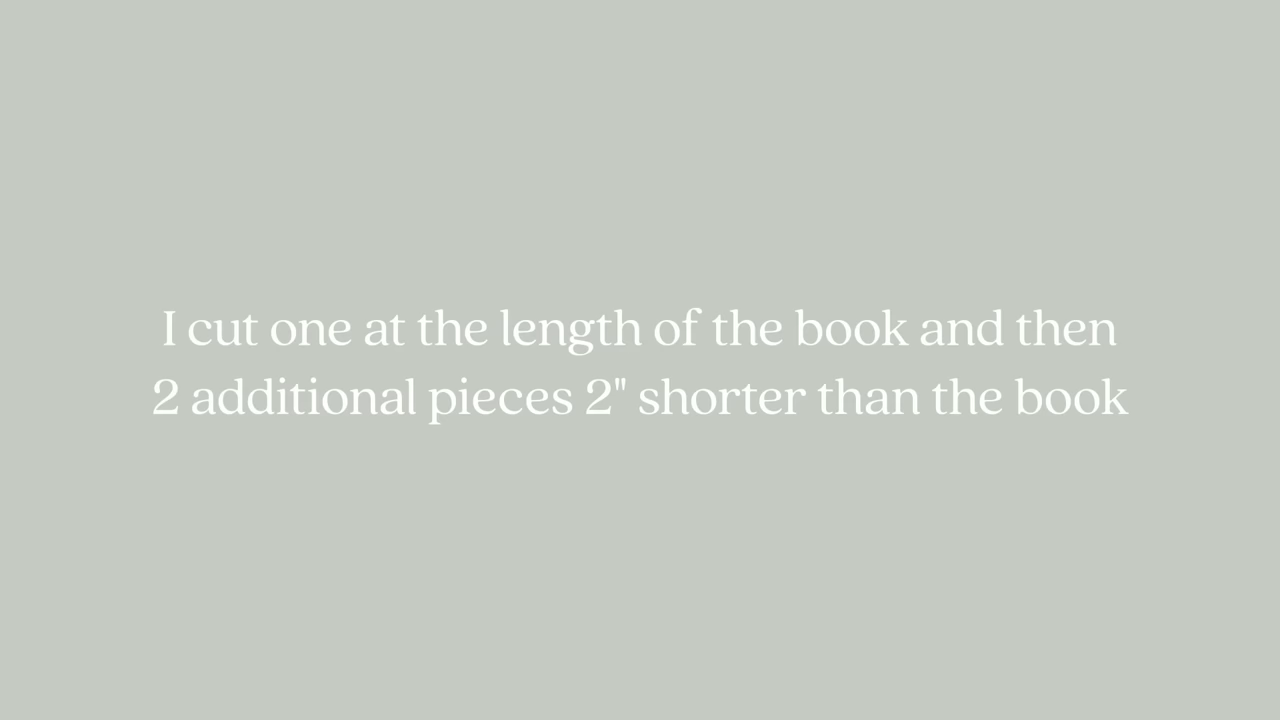 I cut one at the length of the book and then
2 additional pieces 2" shorter than the book